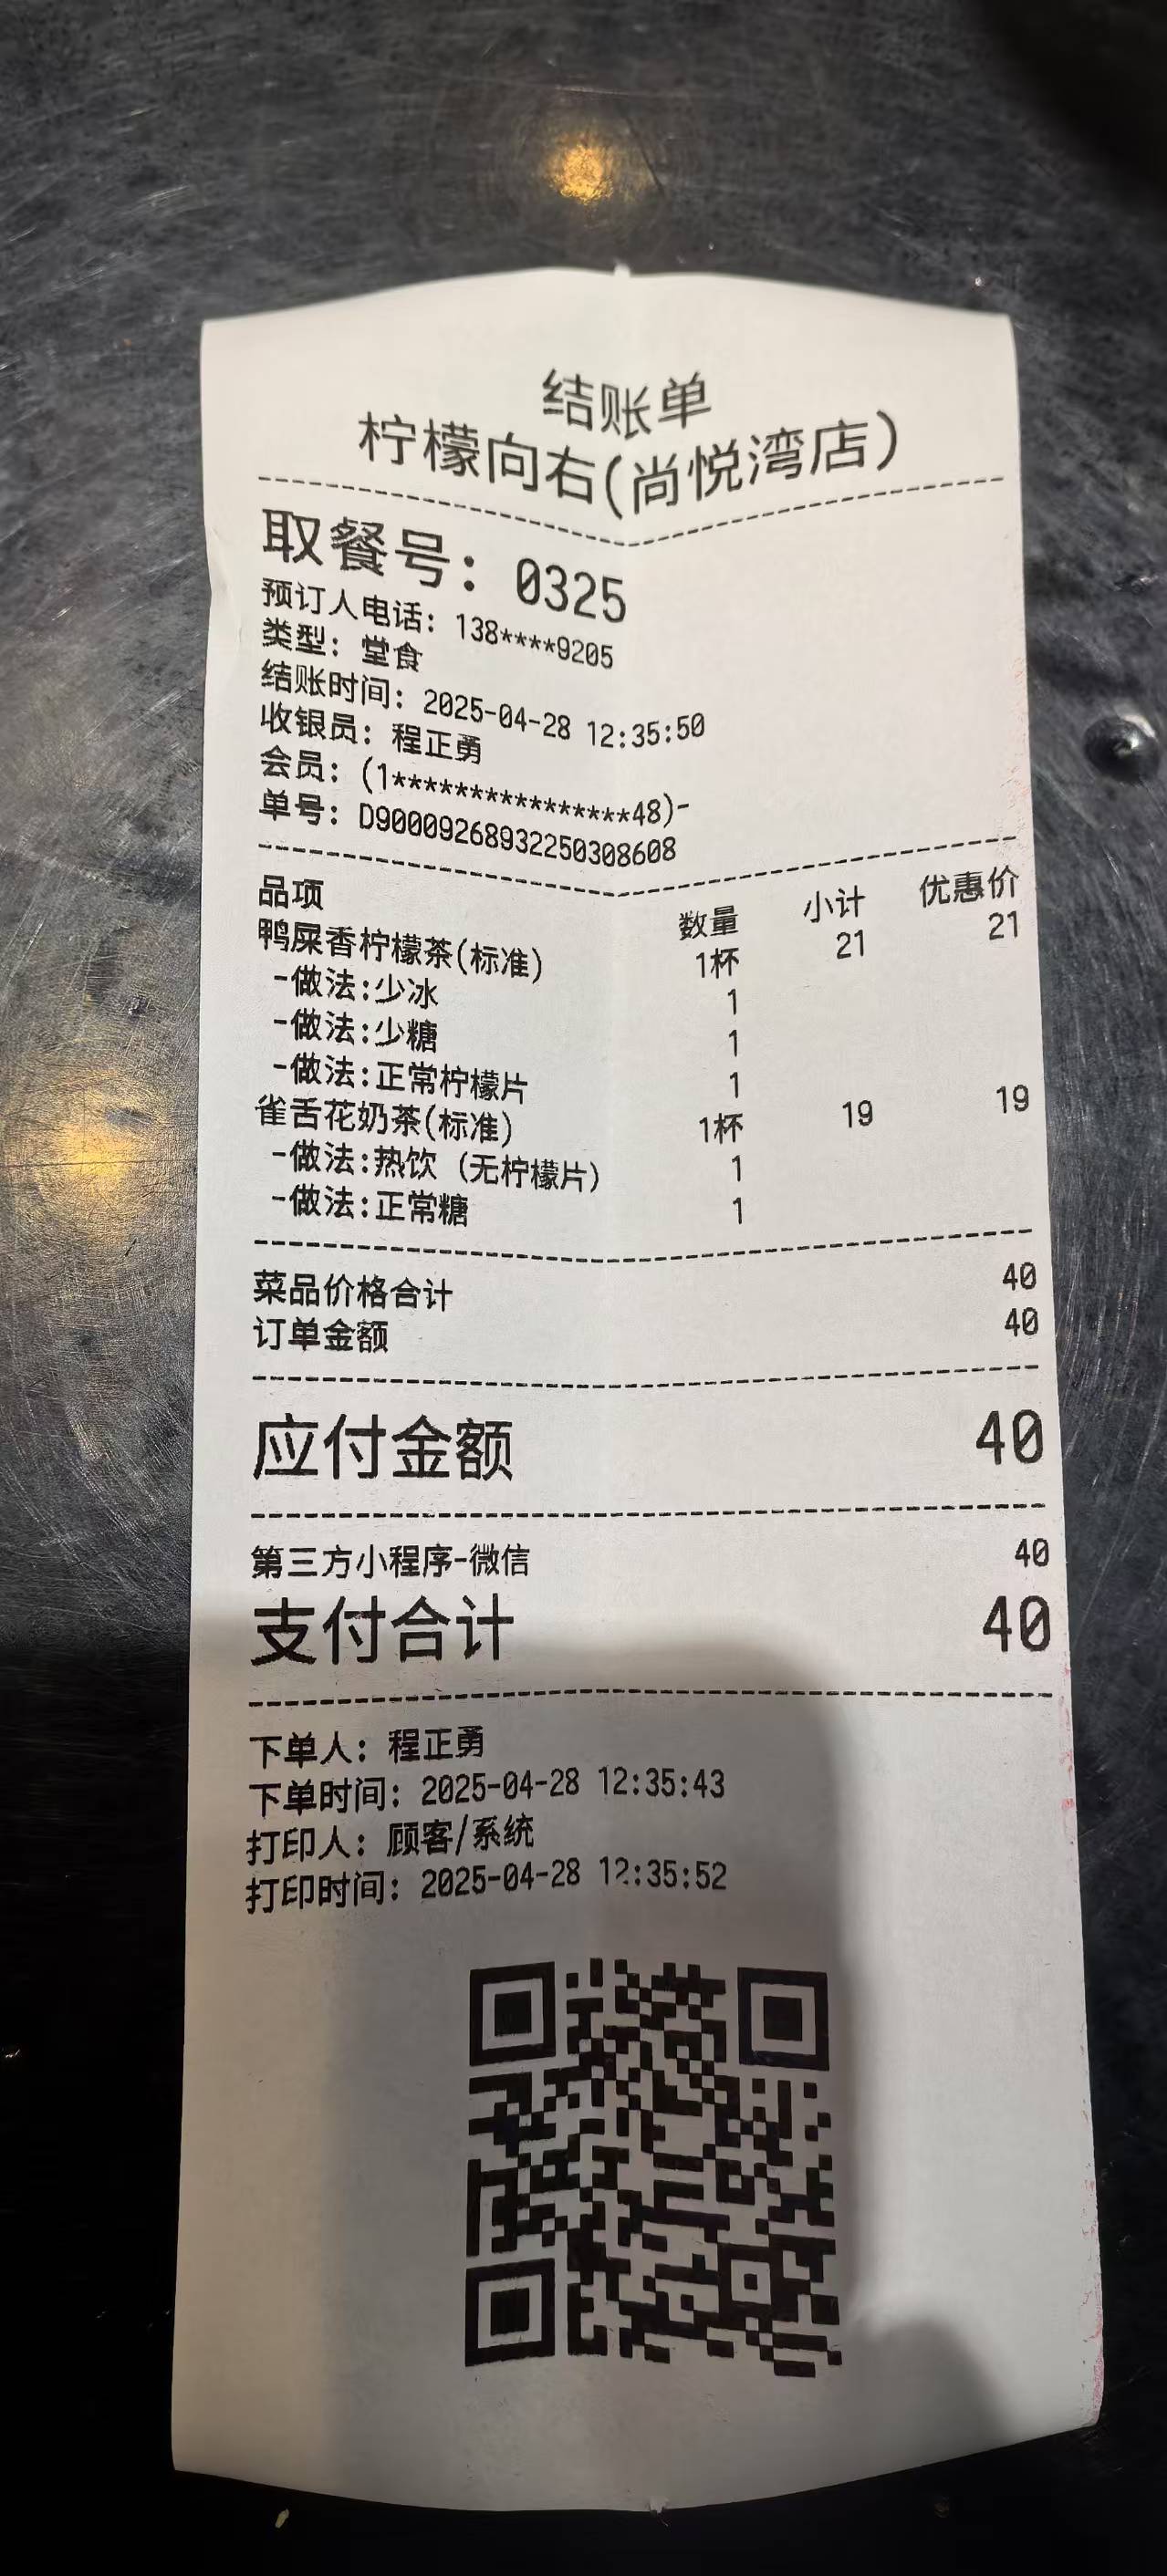 结账单
柠檬向右(尚悦湾店)
取餐号: 0325
预订人电话: 138****9205
类型: 堂食
结账时间: 2025-04-28 12:35:50
收银员: 程正勇
会员: (1****************48)-
单号: D900092689322250308608
品项 数量 小计 优惠价
鸭屎香柠檬茶(标准) 1杯 21 21
-做法:少冰 1
-做法:少糖 1
-做法:正常柠檬片 1
雀舌花奶茶(标准) 1杯 19 19
-做法:热饮 (无柠檬片) 1
-做法:正常糖 1
菜品价格合计 40
订单金额 40
应付金额 40
第三方小程序-微信 40
支付合计 40
下单人: 程正勇
下单时间: 2025-04-28 12:35:43
打印人: 顾客/系统
打印时间: 2025-04-28 12:35:52